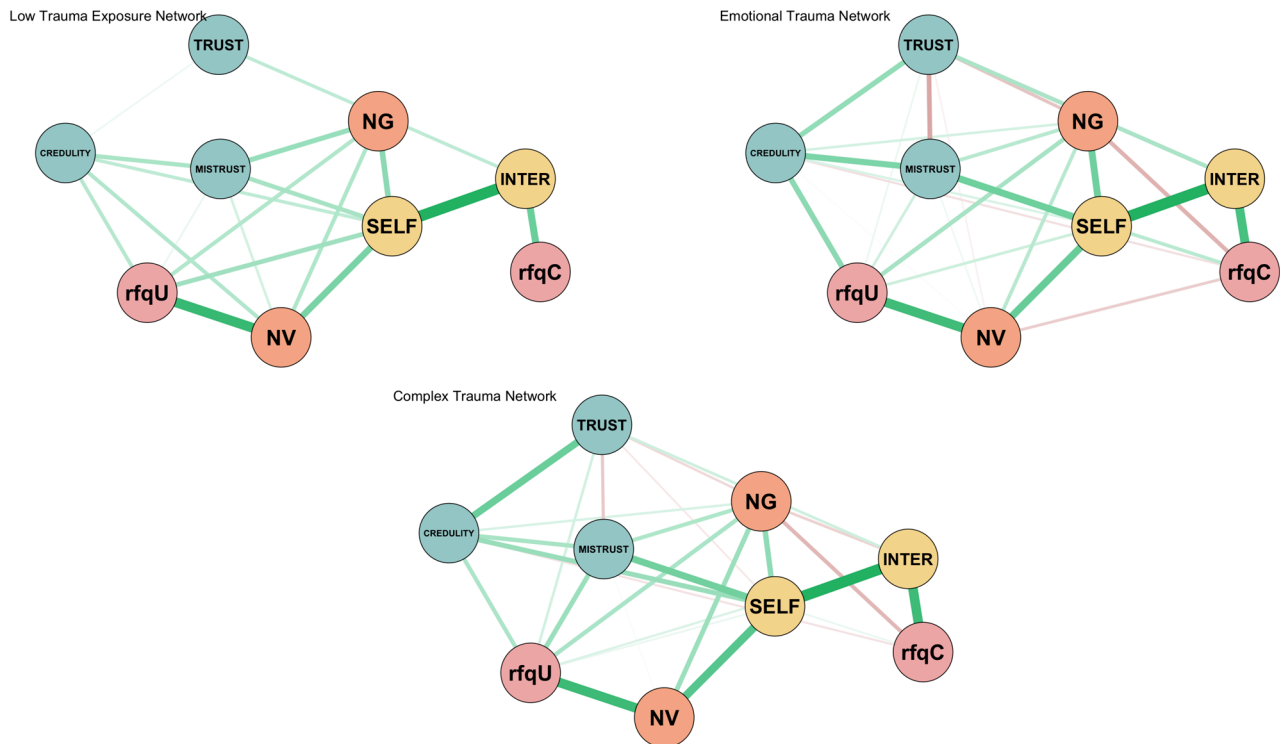 Low Trauma Exposure Network
TRUST
NG
CREDULITY
MISTRUST
INTER
SELF
rfqC
rfqU
NV
Emotional Trauma Network
TRUST
NG
CREDULITY
MISTRUST
INTER
SELF
rfqC
rfqU
NV
Complex Trauma Network
TRUST
NG
CREDULITY
MISTRUST
INTER
SELF
rfqC
rfqU
NV